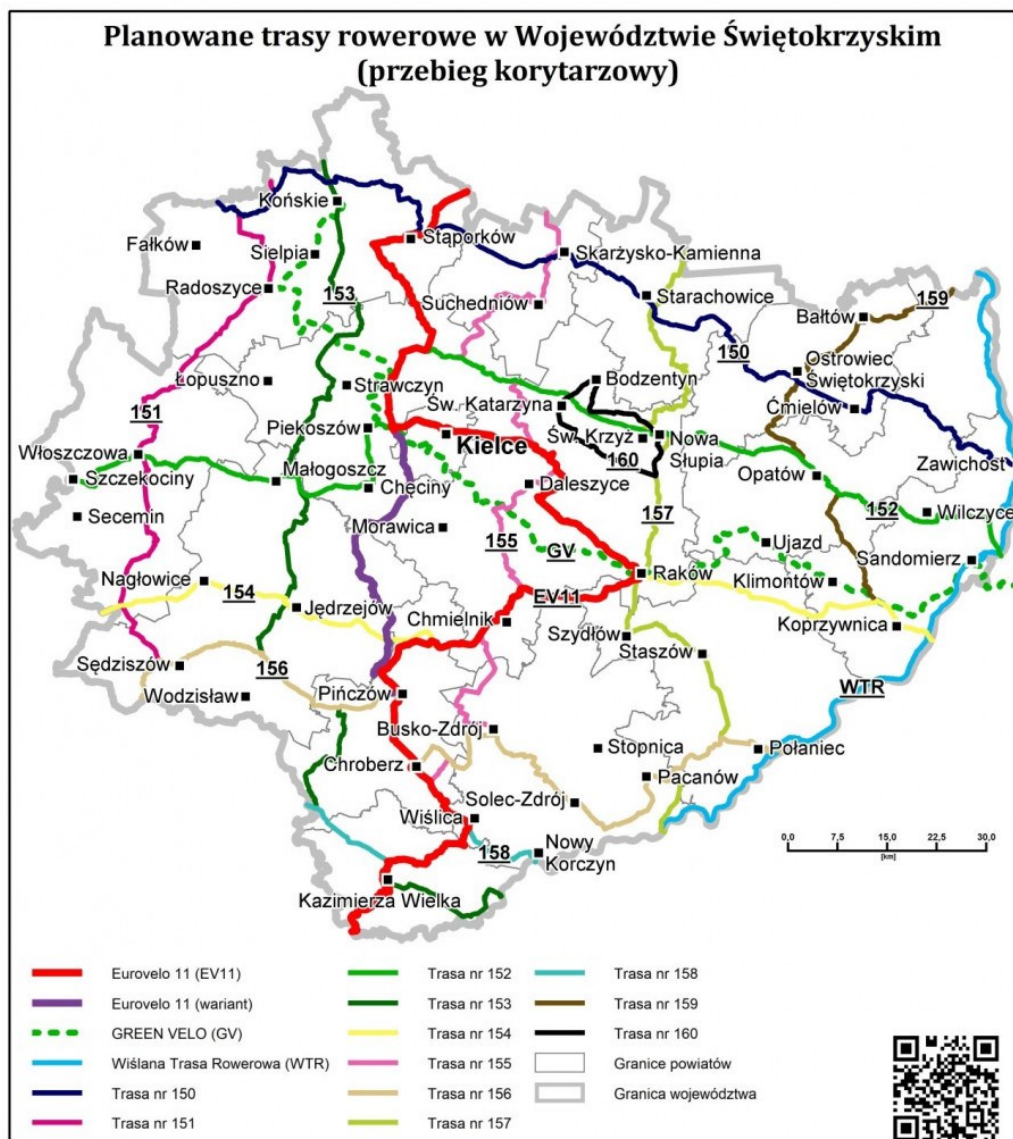 Planowane trasy rowerowe w Województwie Świętokrzyskim
(przebieg korytarzowy)
Końskie
Fałków
Sielpia
Stąporków
Skarżysko-Kamienna
Radoszyce
153
Suchedniów
Starachowice
159
Bałtów
150
Ostrowiec
Świętokrzyski
Łopuszno
Strawczyn
Bodzentyn
151
Św. Katarzyna
Ćmielów
Piekoszów
Kielce
Św. Krzyż
Nowa
Słupia
160
Włoszczowa
Szczekociny
Małogoszcz
Chęciny
Daleszyce
Opatów
Zawichost
Secemin
Morawica
155
157
152
Wilczyce
GV
Ujazd
Sandomierz
Nagłowice
154
Raków
Klimontów
EV11
Jędrzejów
Chmielnik
Szydłów
Koprzywnica
Sędziszów
156
Staszów
Wodzisław
Pińczów
WTR
Busko-Zdrój
Stopnica
Połaniec
Chroberz
Pacanów
Solec-Zdrój
Wiślica
158
Nowy
Korczyn
Kazimierza Wielka
0,0 7,5 15,0 22,5 30,0
[km]
Eurovelo 11 (EV11)
Eurovelo 11 (wariant)
GREEN VELO (GV)
Wiślana Trasa Rowerowa (WTR)
Trasa nr 150
Trasa nr 151
Trasa nr 152
Trasa nr 153
Trasa nr 154
Trasa nr 155
Trasa nr 156
Trasa nr 157
Trasa nr 158
Trasa nr 159
Trasa nr 160
Granice powiatów
Granica województwa